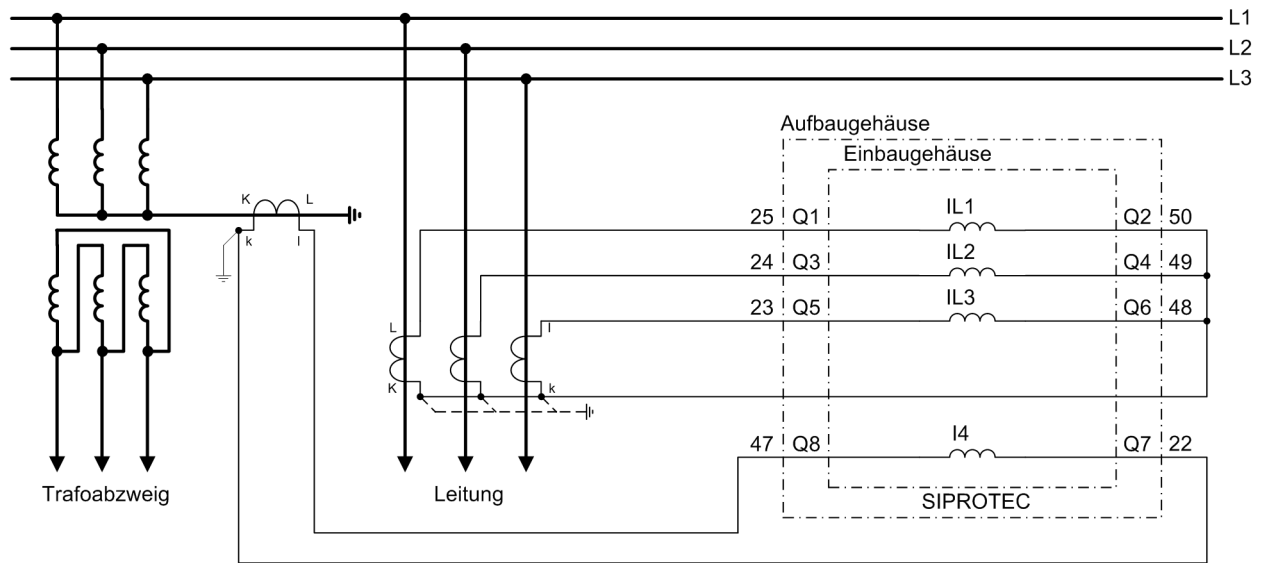 L1
L2
L3
Aufbaugehäuse
Einbaugehäuse
K L
k l
25 Q1 IL1 Q2 50
24 Q3 IL2 Q4 49
23 Q5 IL3 Q6 48
L l
K k
47 Q8 I4 Q7 22
Trafoabzweig
Leitung
SIPROTEC